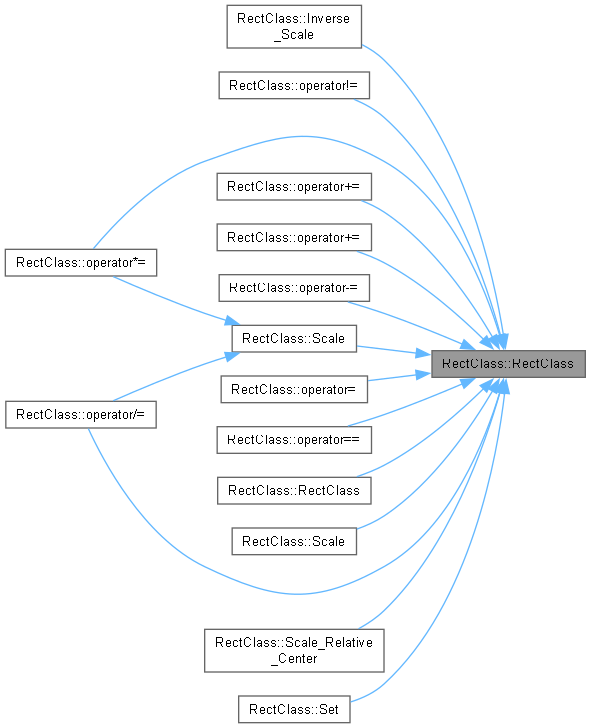 RectClass::Inverse
_Scale
RectClass::operator!=
RectClass::operator+=
RectClass::operator*=
RectClass::operator+=
RectClass::operator-=
RectClass::Scale
RectClass::RectClass
RectClass::operator=
RectClass::operator/=
RectClass::operator==
RectClass::RectClass
RectClass::Scale
RectClass::Scale_Relative
_Center
RectClass::Set